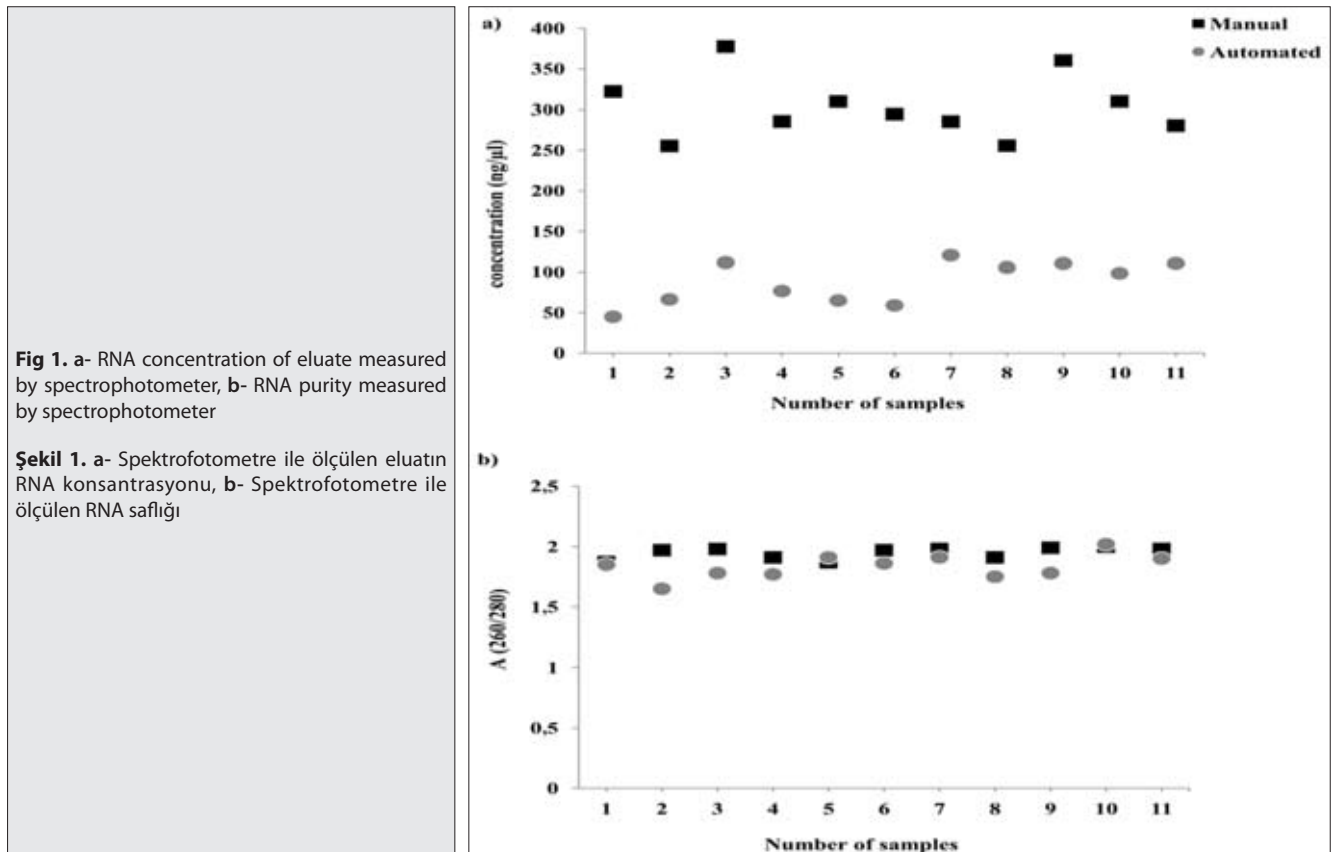 Fig 1. a- RNA concentration of eluate measured
by spectrophotometer, b- RNA purity measured
by spectrophotometer
Şekil 1. a- Spektrofotometre ile ölçülen eluatın
RNA konsantrasyonu, b- Spektrofotometre ile
ölçülen RNA saflığı
a)
Manual
Automated
400
350
300
250
200
150
100
50
0
concentration (ng/µl)
1 2 3 4 5 6 7 8 9 10 11
Number of samples
b)
2,5
2
1,5
1
0,5
0
A (260/280)
1 2 3 4 5 6 7 8 9 10 11
Number of samples